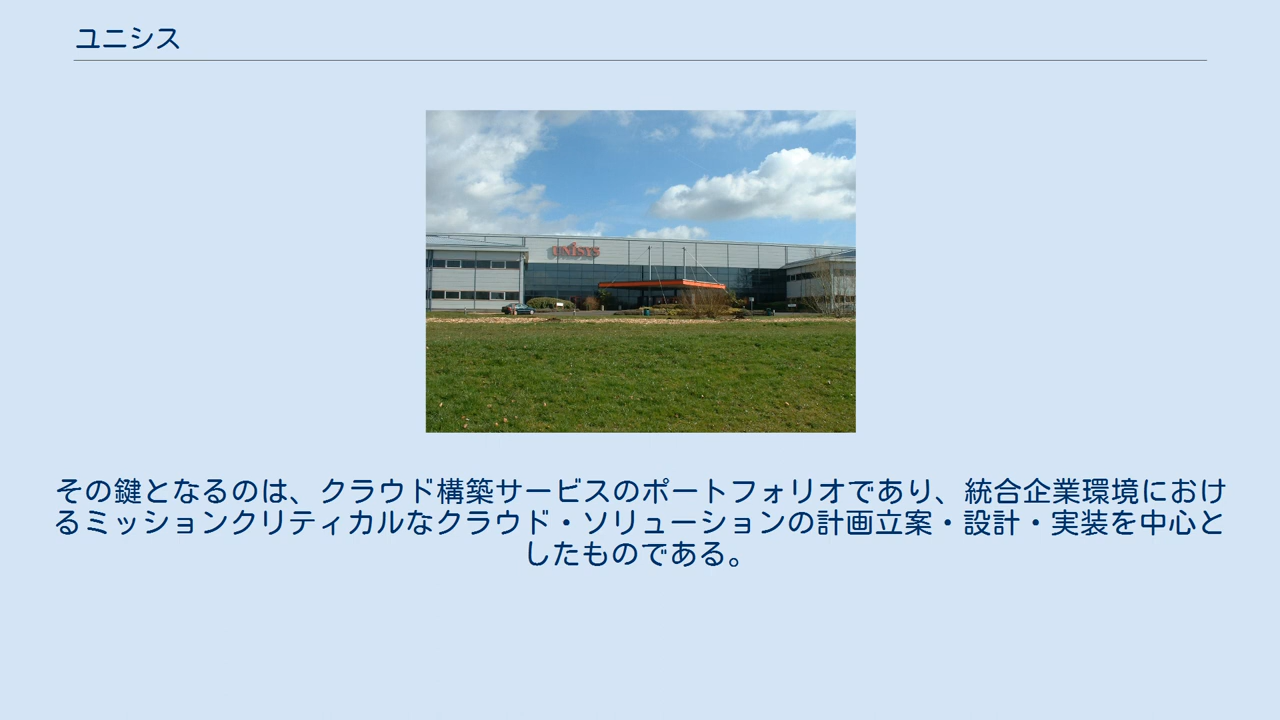 ユニシス
UNiSYS
その鍵となるのは、クラウド構築サービスのポートフォリオであり、統合企業環境におけ
るミッションクリティカルなクラウド・ソリューションの計画立案・設計・実装を中心と
したものである。